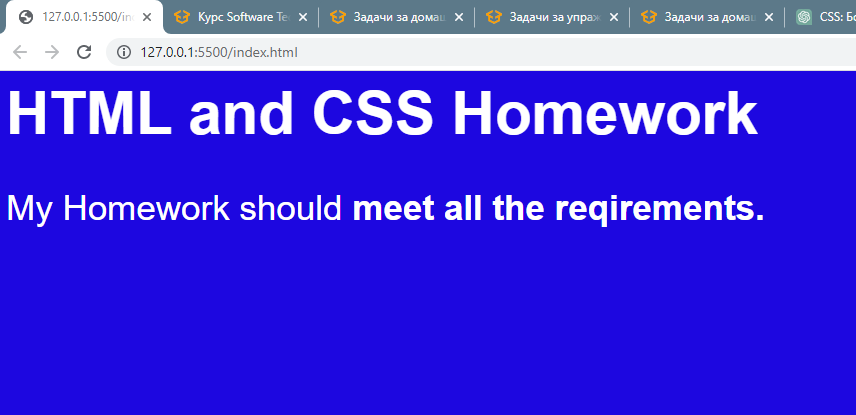 127.0.0.1:5500/in
Курс Software Te
Задачи за домаш
Задачи за упраж
Задачи за домаш
CSS: Бо
127.0.0.1:5500/index.html
HTML and CSS Homework
My Homework should meet all the reqirements.